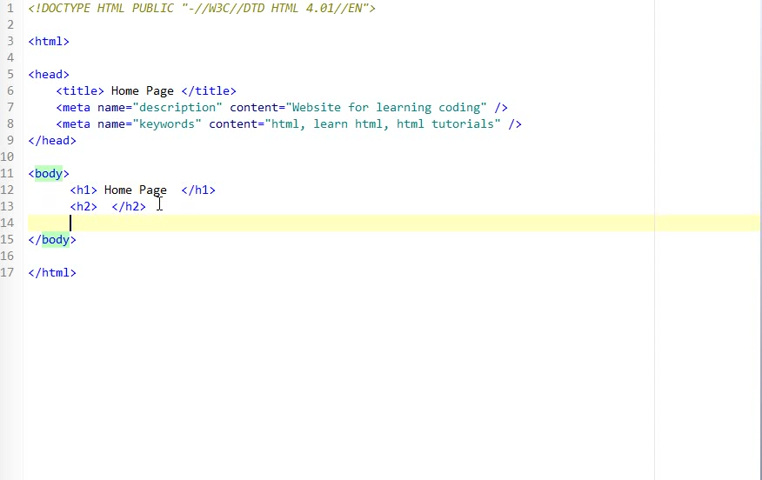 1 <!DOCTYPE HTML PUBLIC "-//W3C//DTD HTML 4.01//EN">
2
3 <html>
4
5 <head>
6 <title> Home Page </title>
7 <meta name="description" content="Website for learning coding" />
8 <meta name="keywords" content="html, learn html, html tutorials" />
9 </head>
10
11 <body>
12 <h1> Home Page  </h1>
13 <h2>  </h2>
14
15 </body>
16
17 </html>